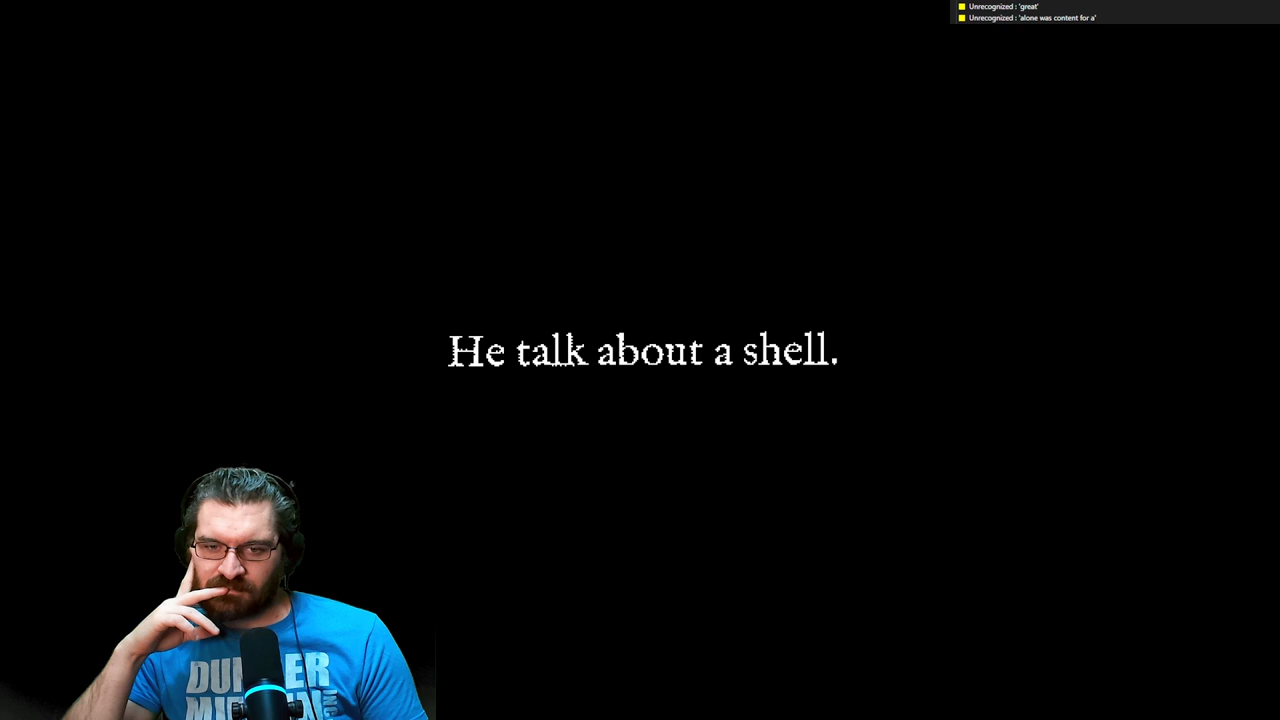 Unrecognized : 'great'
Unrecognized : 'alone was content for a'
He talk about a shell.